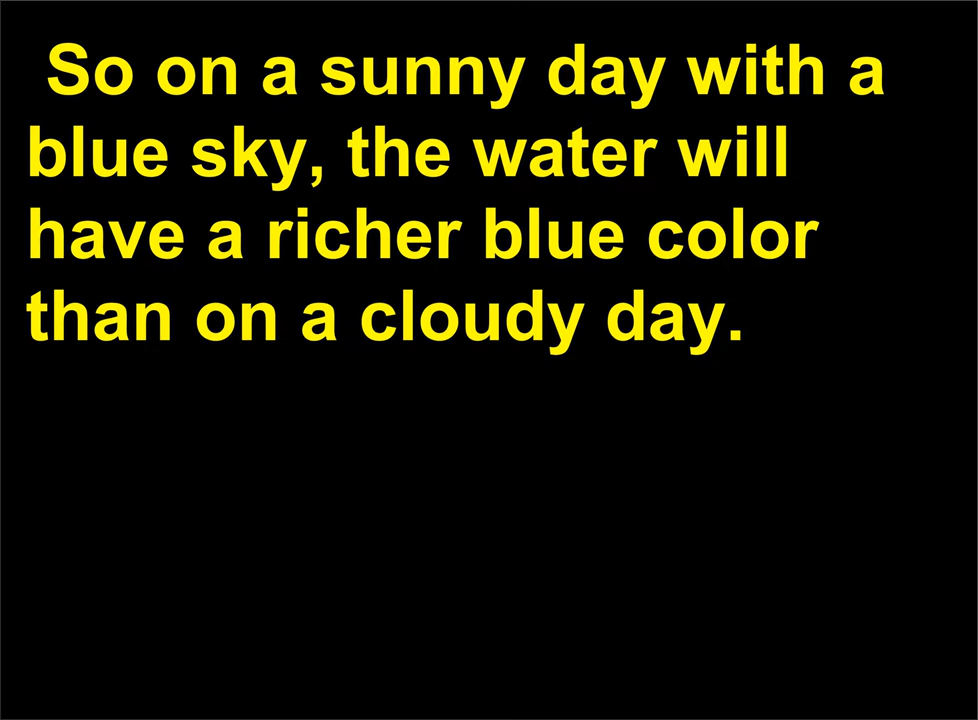 So on a sunny day with a
blue sky, the water will
have a richer blue color
than on a cloudy day.